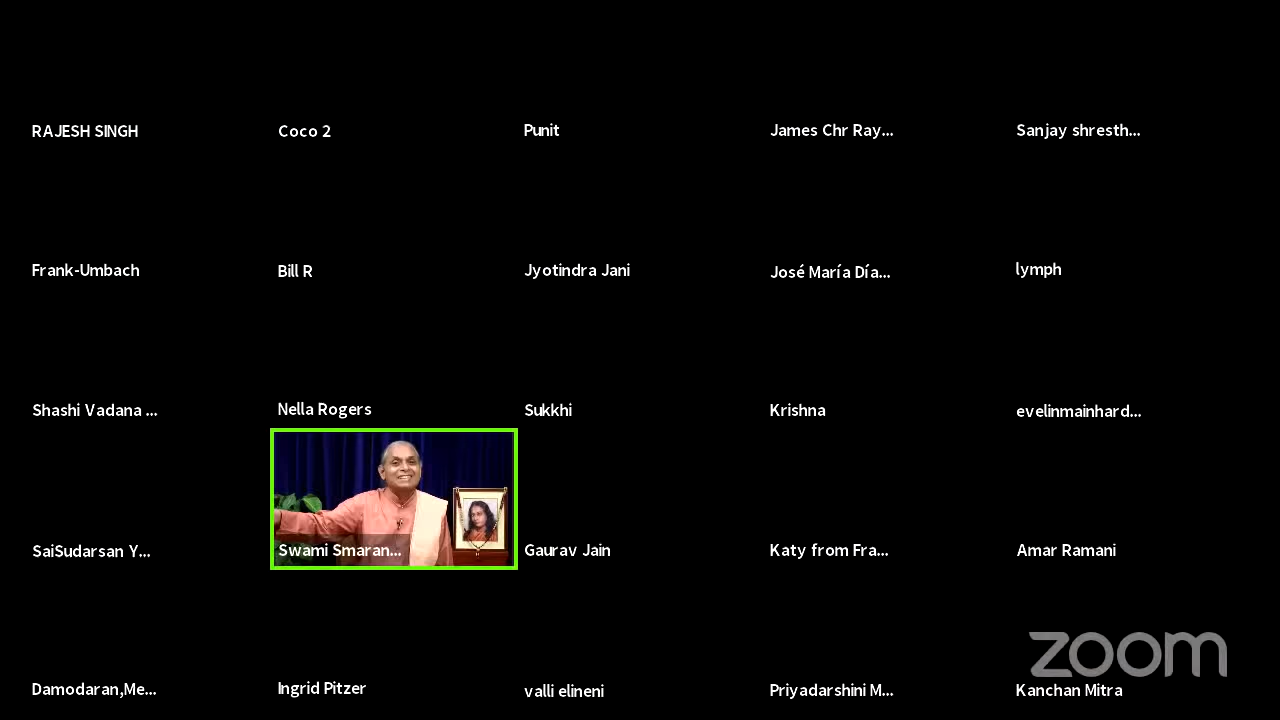 RAJESH SINGH
Coco 2
Punit
James Chr Ray...
Sanjay shresth...
Frank-Umbach
Bill R
Jyotindra Jani
José María Día...
lymph
Shashi Vadana ...
Nella Rogers
Sukkhi
Krishna
evelinmainhard...
SaiSudarsan Y...
Swami Smaran...
Gaurav Jain
Katy from Fra...
Amar Ramani
zoom
Damodaran,Me...
Ingrid Pitzer
valli elineni
Priyadarshini M...
Kanchan Mitra